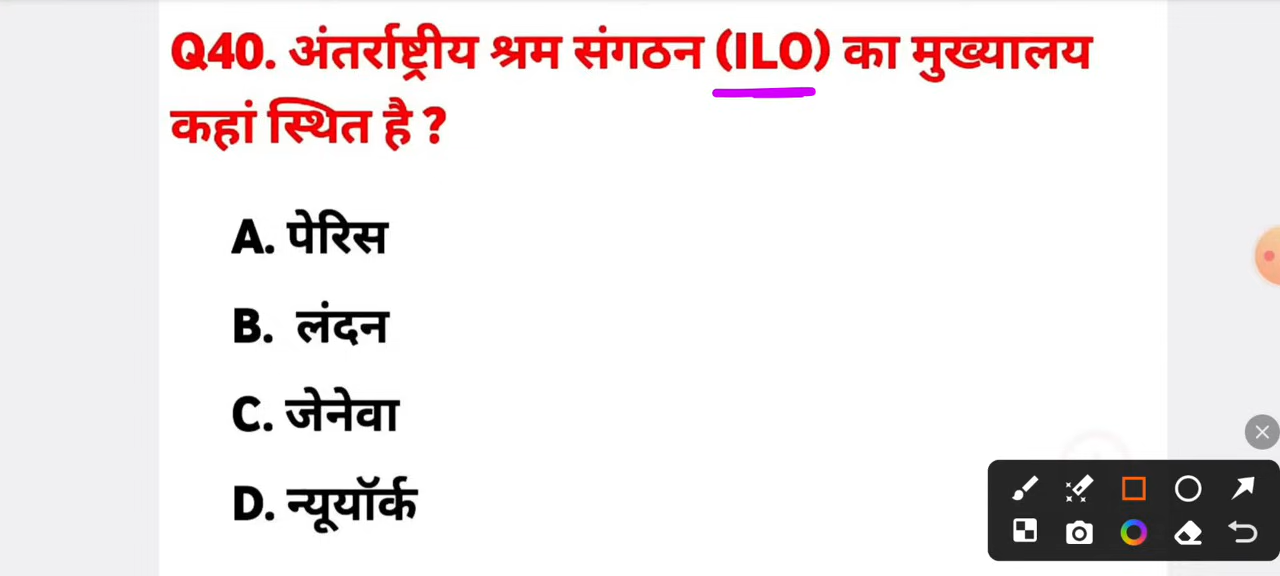 Q40. अंतर्राष्ट्रीय श्रम संगठन (ILO) का मुख्यालय
कहां स्थित है ?
A. पेरिस
B. लंदन
C. जेनेवा
D. न्यूयॉर्क